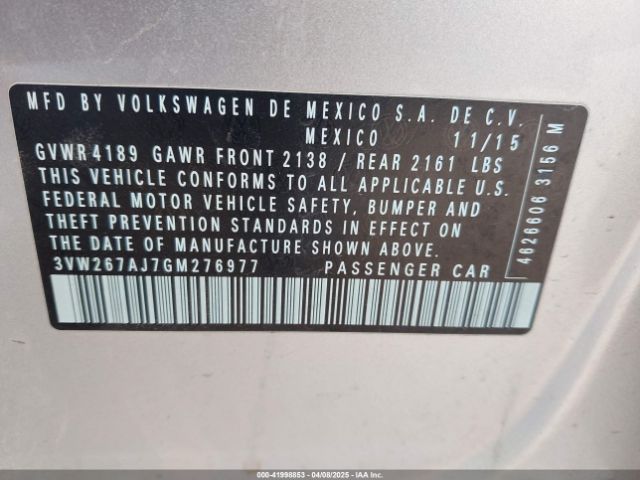 MFD BY VOLKSWAGEN DE MEXICO S.A. DE C.V.
MEXICO 11/15
GVWR 4189 GAWR FRONT 2138 / REAR 2161 LBS
THIS VEHICLE CONFORMS TO ALL APPLICABLE U.S.
FEDERAL MOTOR VEHICLE SAFETY, BUMPER AND
THEFT PREVENTION STANDARDS IN EFFECT ON
THE DATE OF MANUFACTURE SHOWN ABOVE.
3VW267AJ7GM276977 PASSENGER CAR
4626606 3156 M
000-41998853 04/08/2025 IAA Inc.